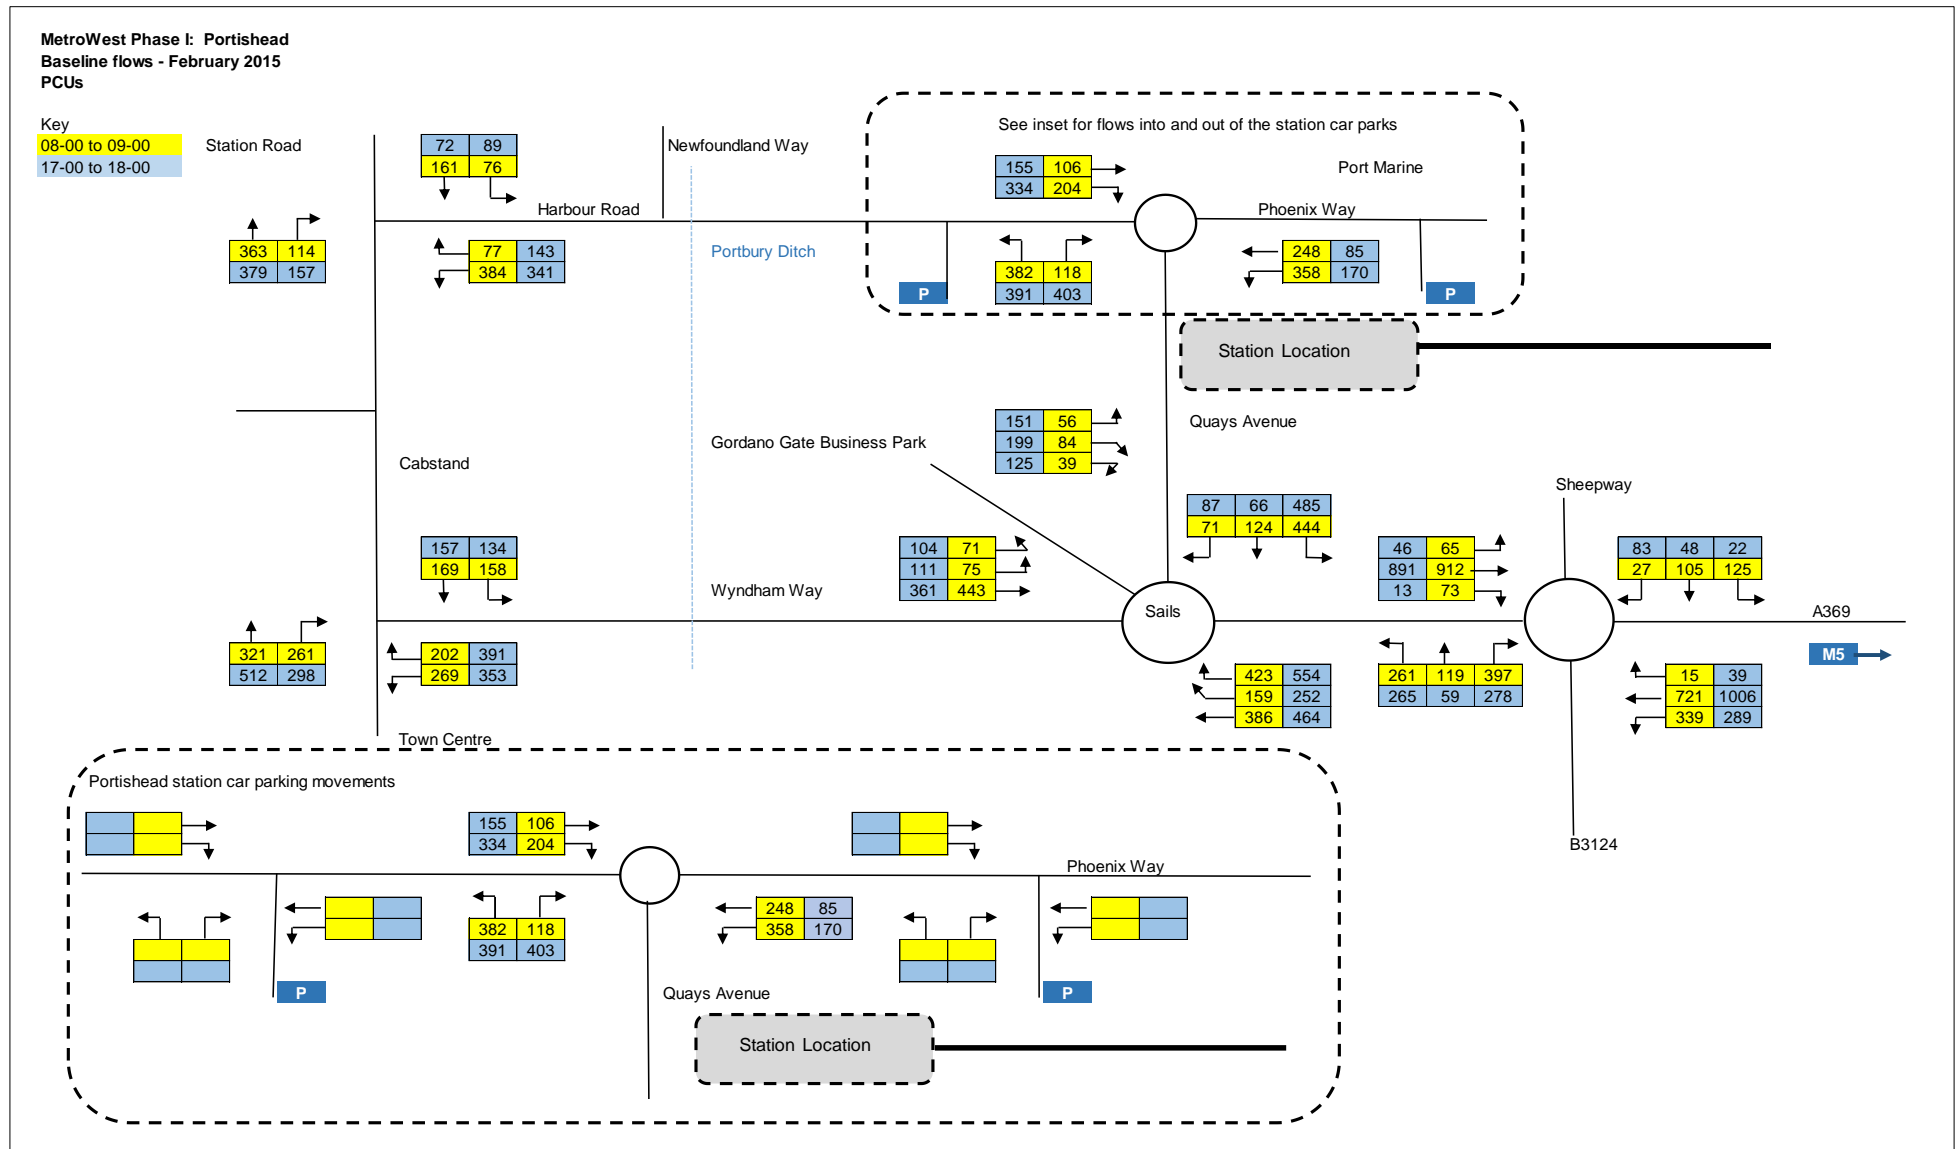 MetroWest Phase I: Portishead
Baseline flows - February 2015
PCUs
Key
08-00 to 09-00
17-00 to 18-00
Station Road
72 89
161 76
Newfoundland Way
See inset for flows into and out of the station car parks
155 106
334 204
Port Marine
Harbour Road
Phoenix Way
363 114
379 157
77 143
384 341
Portbury Ditch
382 118
391 403
248 85
358 170
P
P
Station Location
151 56
199 84
125 39
Quays Avenue
Gordano Gate Business Park
Cabstand
Sheepway
87 66 485
71 124 444
157 134
169 158
104 71
111 75
361 443
46 65
891 912
13 73
83 48 22
27 105 125
Wyndham Way
Sails
A369
M5
321 261
512 298
202 391
269 353
423 554
159 252
386 464
261 119 397
265 59 278
15 39
721 1006
339 289
Town Centre
B3124
Portishead station car parking movements
155 106
334 204
Phoenix Way
382 118
391 403
248 85
358 170
P
Quays Avenue
P
Station Location